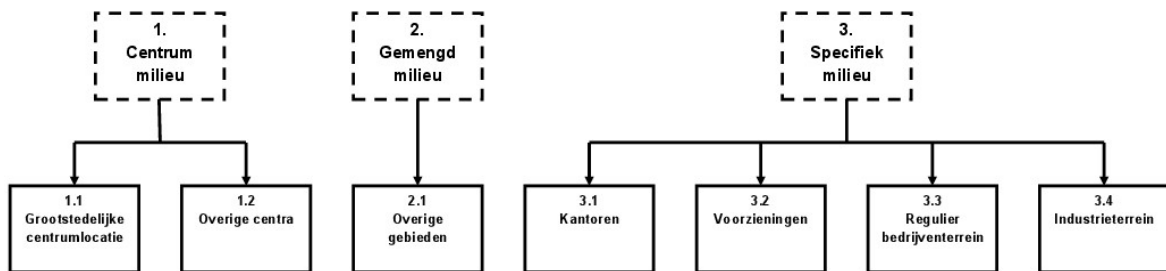 1.
Centrum
milieu
2.
Gemengd
milieu
3.
Specifiek
milieu
1.1
Grootstedelijke
centrumlocatie
1.2
Overige centra
2.1
Overige
gebieden
3.1
Kantoren
3.2
Voorzieningen
3.3
Regulier
bedrijventerrein
3.4
Industrieterrein